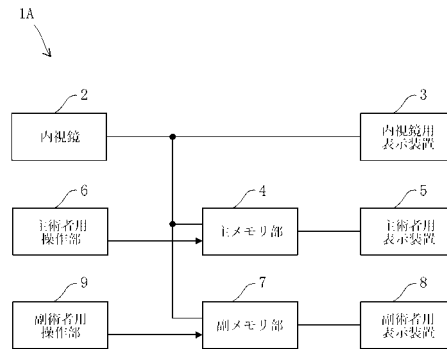 1A
2
3
内視鏡
内視鏡用
表示装置
6
4
5
主術者用
操作部
主メモリ部
主術者用
表示装置
9
7
8
副術者用
操作部
副メモリ部
副術者用
表示装置